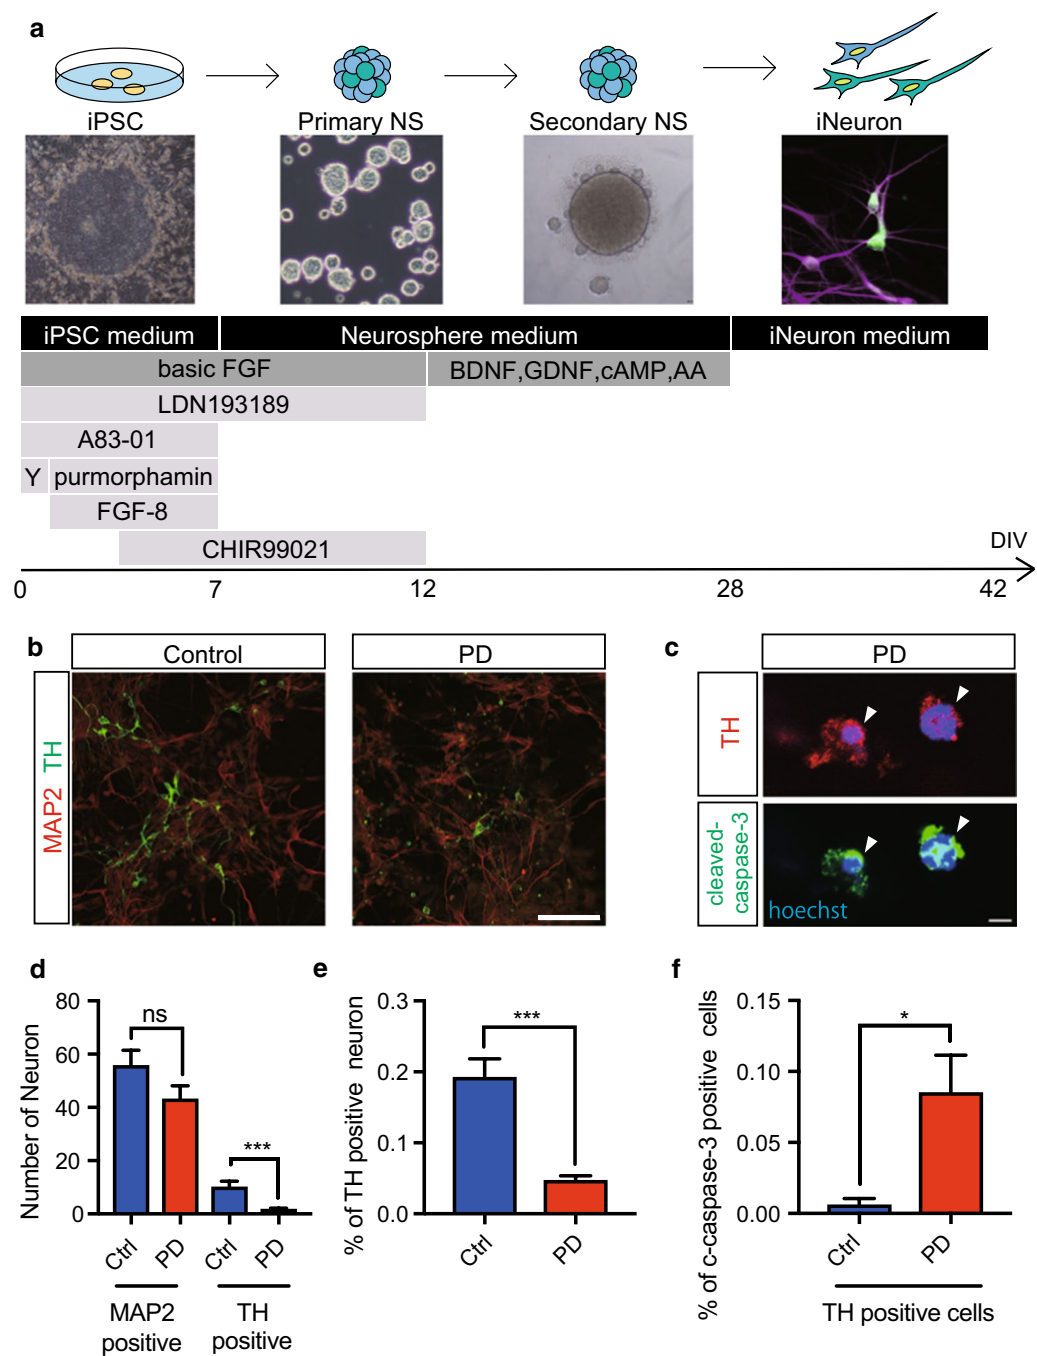 a
iPSC
Primary NS
Secondary NS
iNeuron
iPSC medium
Neurosphere medium
iNeuron medium
basic FGF
BDNF,GDNF,cAMP,AA
LDN193189
A83-01
Y
purmorphamin
FGF-8
CHIR99021
DIV
0
7
12
28
42
b
Control
PD
MAP2 TH
c
PD
TH
cleaved-
caspase-3
hoechst
d
Number of Neuron
80
60
40
20
0
ns
***
Ctrl
PD
Ctrl
PD
MAP2
positive
TH
positive
e
% of TH positive neuron
0.3
0.2
0.1
0.0
***
Ctrl
PD
f
% of c-caspase-3 positive cells
0.15
0.10
0.05
0.00
*
Ctrl
PD
TH positive cells